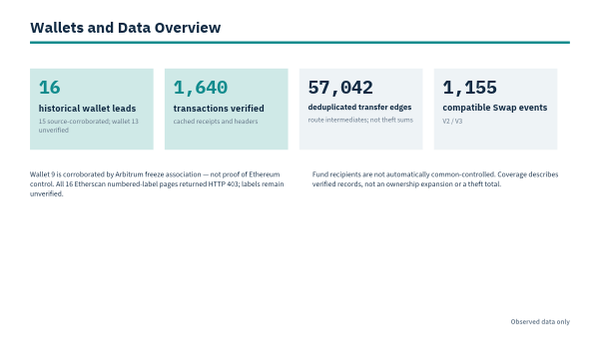 Wallets and Data Overview
16
historical wallet leads
15 source-corroborated; wallet 13
unverified
1,640
transactions verified
cached receipts and headers
57,042
deduplicated transfer edges
route intermediates; not theft sums
1,155
compatible Swap events
V2 / V3
Wallet 9 is corroborated by Arbitrum freeze association — not proof of Ethereum
control. All 16 Etherscan numbered-label pages returned HTTP 403; labels remain
unverified.
Fund recipients are not automatically common-controlled. Coverage describes
verified records, not an ownership expansion or a theft total.
Observed data only